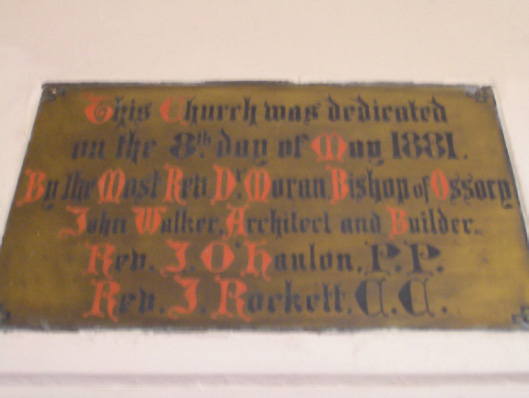 This Church was dedicated
on the 8th. day of May 1881.
By the Most Rev Dr. Moran Bishop of Ossory
John Walker, Architect and Builder.
Rev. J. O'Hanlon, P.P.
Rev. J. Rockett, C.C.